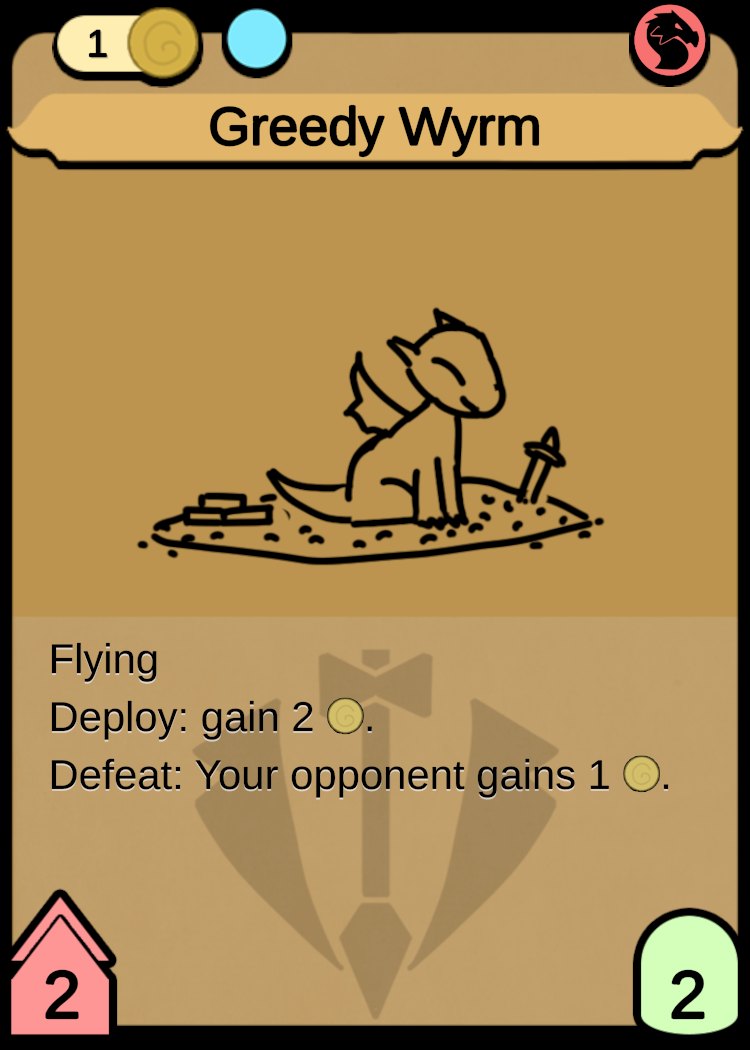 1
Greedy Wyrm
Flying
Deploy: gain 2 .
Defeat: Your opponent gains 1 .
2
2